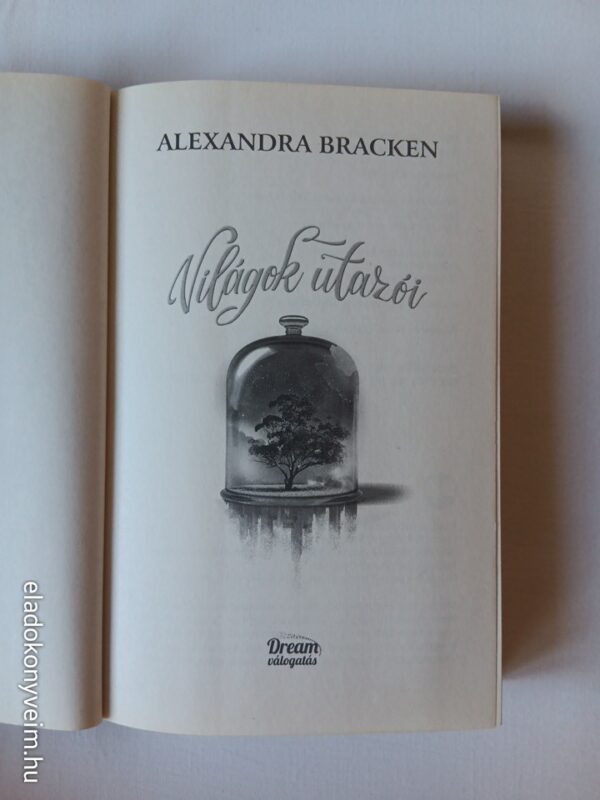 ALEXANDRA BRACKEN
Világok utazói
Dream
válogatás
eladokonyveim.hu